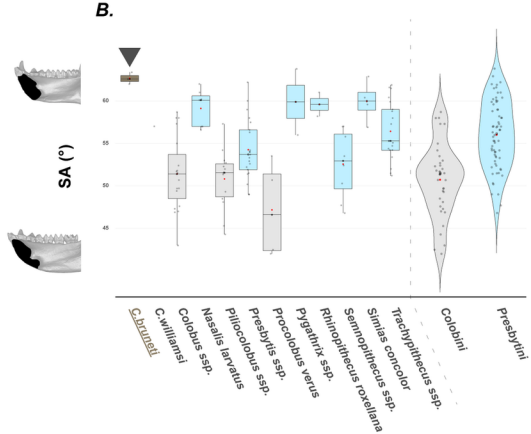 B.
SA (°)
60
55
50
45
C.bruneti
C.williamsi
Colobus ssp.
Nasalis larvatus
Piliocolobus ssp.
Presbytis ssp.
Procolobus verus
Pygathrix ssp.
Rhinopithecus roxellana
Semnopithecus ssp.
Simias concolor
Trachypithecus ssp.
Colobini
Presbytini